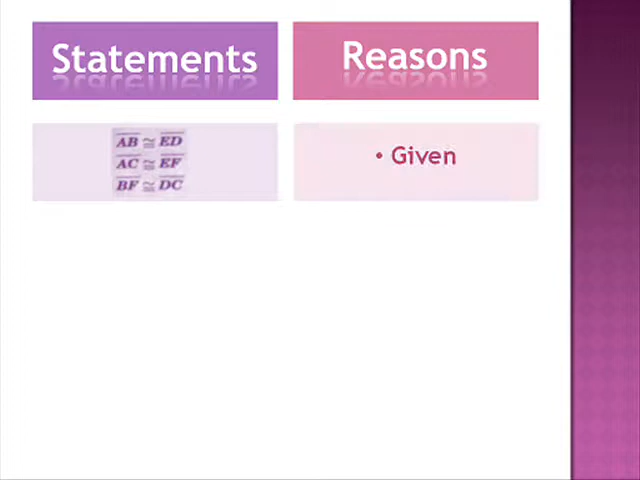 Statements
Reasons
AB ≅ ED
AC ≅ EF
BF ≅ DC
• Given